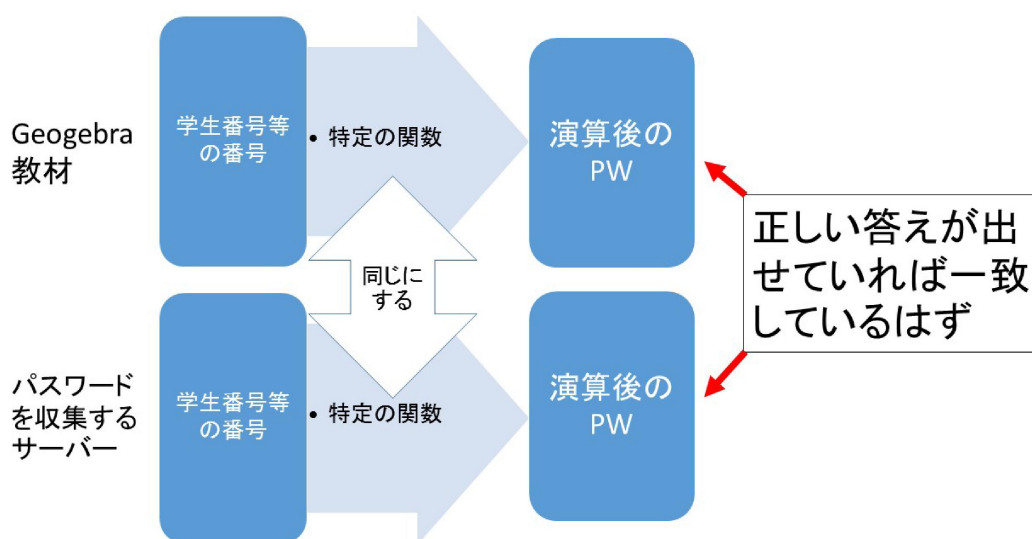 Geogebra
教材
学生番号等
の番号
• 特定の関数
演算後の
PW
同じに
する
正しい答えが出
せていれば一致
しているはず
パスワード
を収集する
サーバー
学生番号等
の番号
• 特定の関数
演算後の
PW